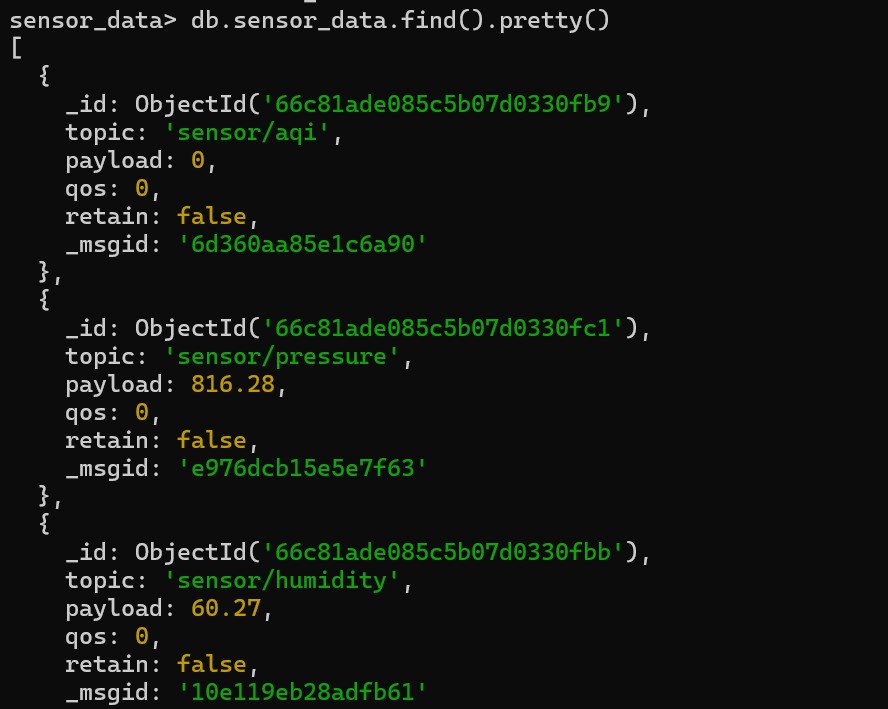 sensor_data> db.sensor_data.find().pretty()
[
  {
    _id: ObjectId('66c81ade085c5b07d0330fb9'),
    topic: 'sensor/aqi',
    payload: 0,
    qos: 0,
    retain: false,
    _msgid: '6d360aa85e1c6a90'
  },
  {
    _id: ObjectId('66c81ade085c5b07d0330fc1'),
    topic: 'sensor/pressure',
    payload: 816.28,
    qos: 0,
    retain: false,
    _msgid: 'e976dcb15e5e7f63'
  },
  {
    _id: ObjectId('66c81ade085c5b07d0330fbb'),
    topic: 'sensor/humidity',
    payload: 60.27,
    qos: 0,
    retain: false,
    _msgid: '10e119eb28adfb61'